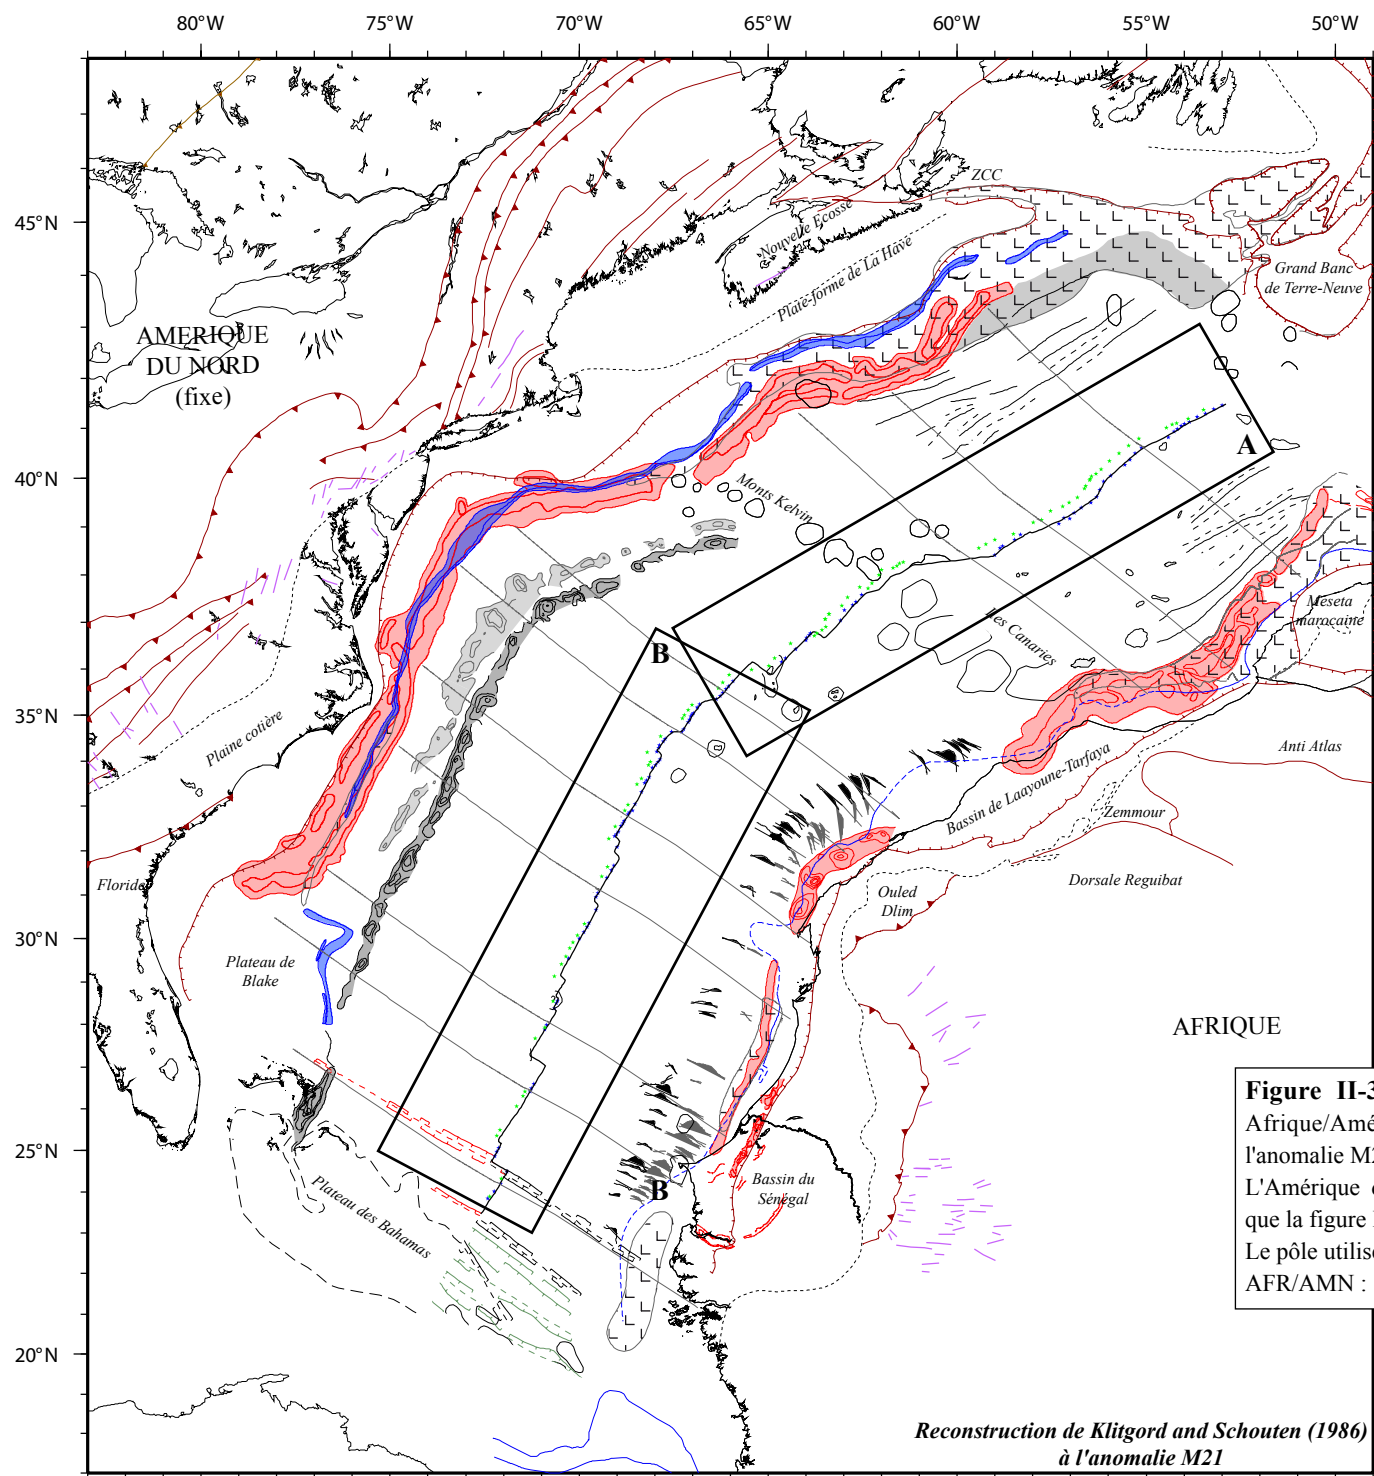 80°W 75°W 70°W 65°W 60°W 55°W 50°W
45°N
40°N
35°N
30°N
25°N
20°N
ZCC
Nouvelle Ecosse
Plate-forme de La Have
Grand Banc
de Terre-Neuve
AMERIQUE
DU NORD
(fixe)
A
Monts Kelvin
Meseta
marocaine
Iles Canaries
B
Plaine cotière
Anti Atlas
Bassin de Laayoune-Tarfaya
Zemmour
Floride
Dorsale Reguibat
Ouled
Dlim
Plateau de
Blake
AFRIQUE
Bassin du
Sénégal
B
Plateau des Bahamas
Figure II-3
Afrique/Amé
l'anomalie M2
L'Amérique
que la figure
Le pôle utilis
AFR/AMN :
Reconstruction de Klitgord and Schouten (1986)
à l'anomalie M21